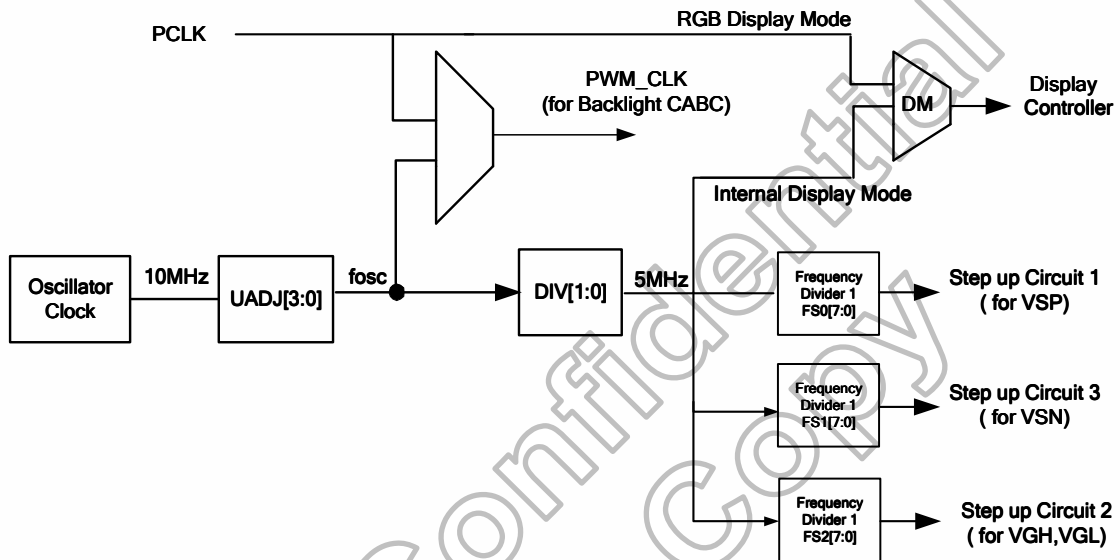 RGB Display Mode
PCLK
PWM_CLK
(for Backlight CABC)
DM
Display
Controller
Internal Display Mode
Oscillator
Clock
10MHz
UADJ[3:0]
fosc
DIV[1:0]
5MHz
Frequency
Divider 1
FS0[7:0]
Step up Circuit 1
( for VSP)
Frequency
Divider 1
FS1[7:0]
Step up Circuit 3
( for VSN)
Frequency
Divider 1
FS2[7:0]
Step up Circuit 2
( for VGH,VGL)
Confidential
Copy